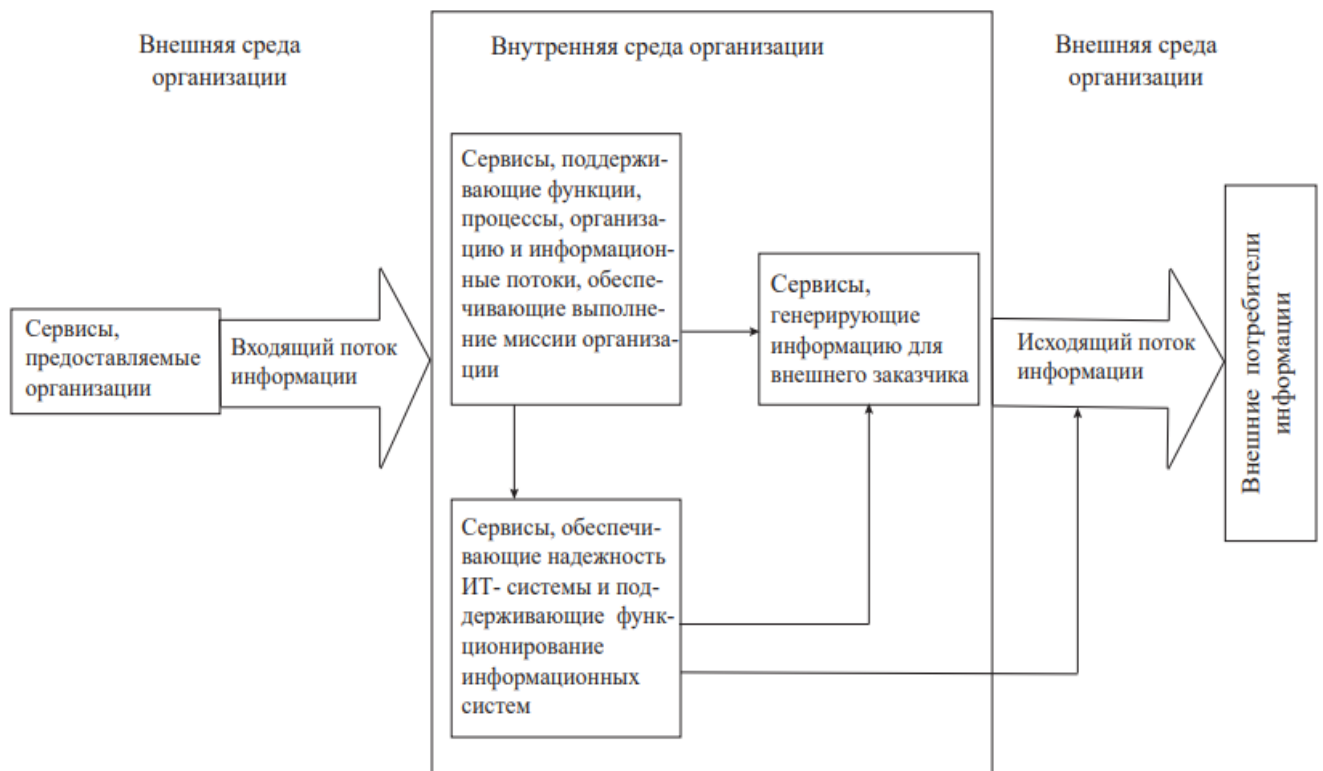 Внешняя среда
организации
Внутренняя среда организации
Внешняя среда
организации
Сервисы,
предоставляемые
организации
Входящий поток
информации
Сервисы, поддержи-
вающие функции,
процессы, организа-
цию и информацион-
ные потоки, обеспе-
чивающие выполне-
ние миссии организа-
ции
Сервисы,
генерирующие
информацию для
внешнего заказчика
Исходящий поток
информации
Внешние потребители
информации
Сервисы, обеспечи-
вающие надежность
ИТ- системы и под-
держивающие функ-
ционирование
информационных
систем